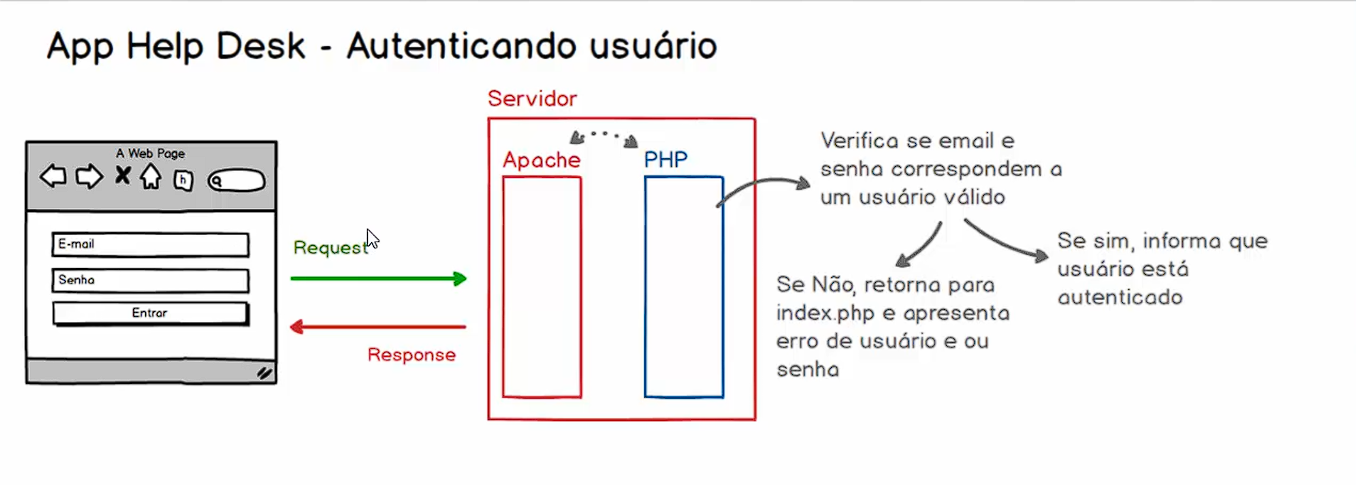 App Help Desk - Autenticando usuário
Servidor
A Web Page
h
E-mail
Senha
Entrar
Request
Response
Apache
PHP
Verifica se email e
senha correspondem a
um usuário válido
Se Não, retorna para
index.php e apresenta
erro de usuário e ou
senha
Se sim, informa que
usuário está
autenticado